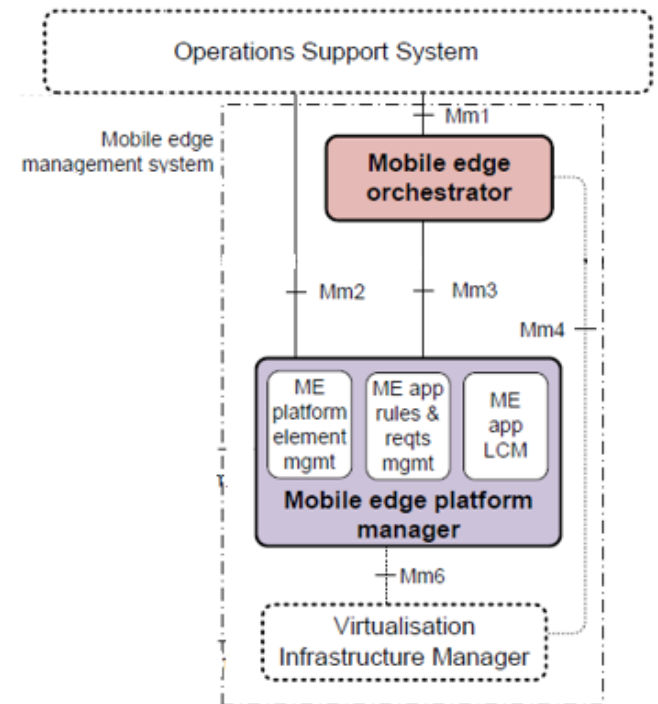 Operations Support System
Mm1
Mobile edge
management system
Mobile edge
orchestrator
Mm2
Mm3
Mm4
ME
platform
element
mgmt
ME app
rules &
reqts
mgmt
ME
app
LCM
Mobile edge platform
manager
Mm6
Virtualisation
Infrastructure Manager